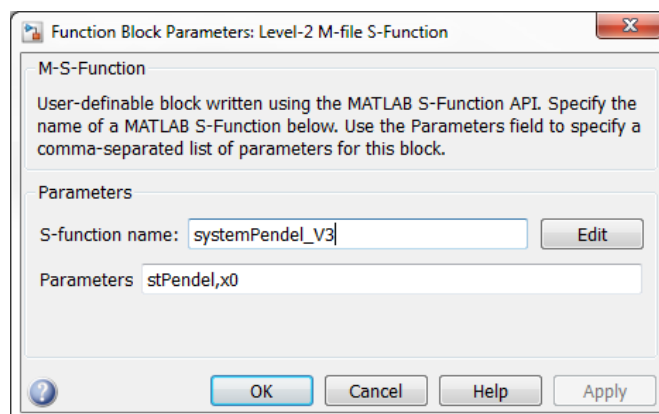 Function Block Parameters: Level-2 M-file S-Function
M-S-Function
User-definable block written using the MATLAB S-Function API. Specify the
name of a MATLAB S-Function below. Use the Parameters field to specify a
comma-separated list of parameters for this block.
Parameters
S-function name: systemPendel_V3 Edit
Parameters stPendel,x0
OK Cancel Help Apply